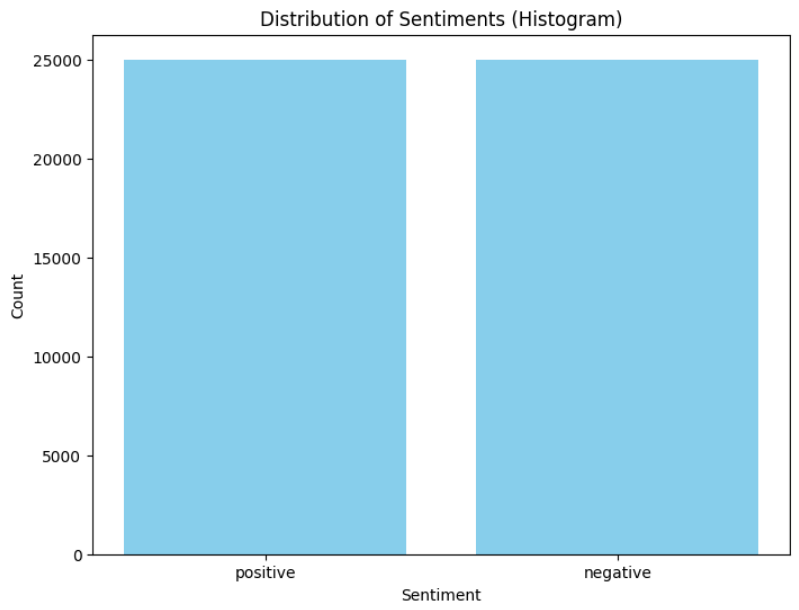 Distribution of Sentiments (Histogram)
25000
20000
15000
10000
5000
0
Count
positive negative
Sentiment